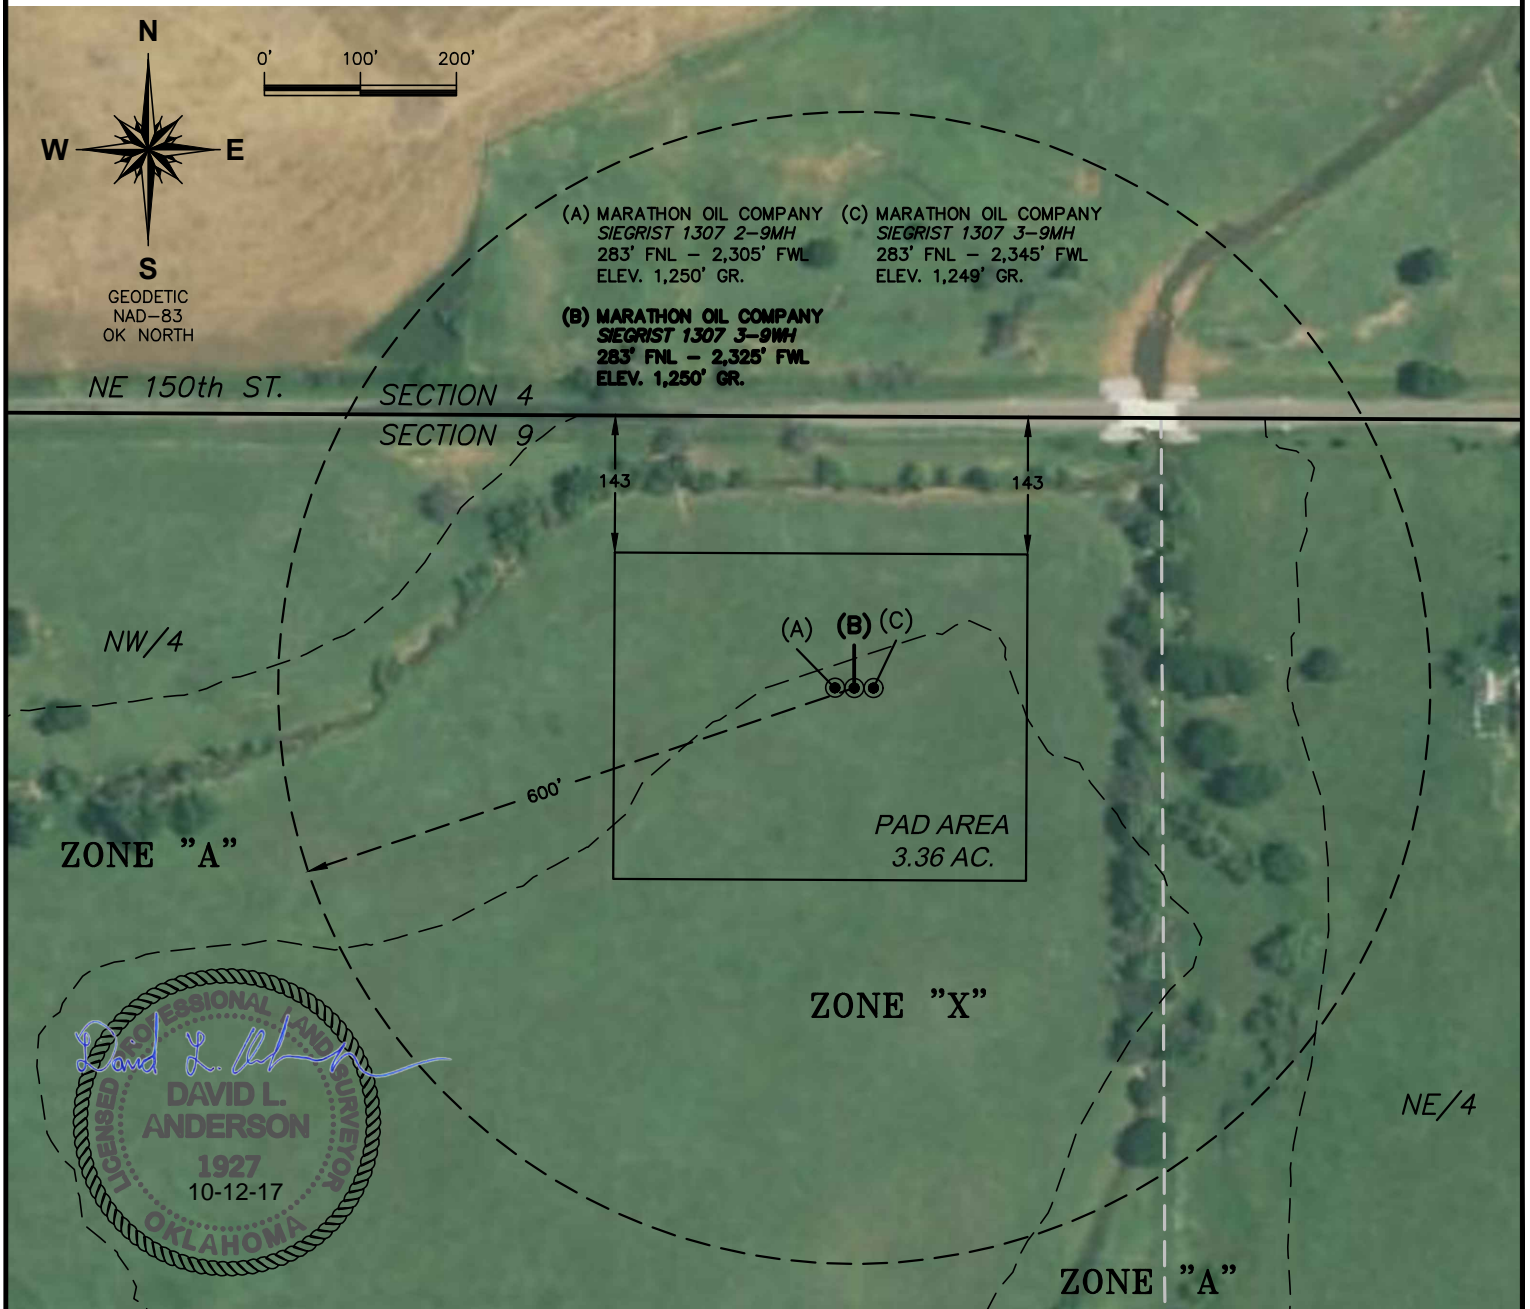 N
0' 100' 200'
W E
S
GEODETIC
NAD-83
OK NORTH
(A) MARATHON OIL COMPANY
SIEGRIST 1307 2-9MH
283' FNL - 2,305' FWL
ELEV. 1,250' GR.
(C) MARATHON OIL COMPANY
SIEGRIST 1307 3-9MH
283' FNL - 2,345' FWL
ELEV. 1,249' GR.
(B) MARATHON OIL COMPANY
SIEGRIST 1307 3-9WH
283' FNL - 2,325' FWL
ELEV. 1,250' GR.
NE 150th ST.
SECTION 4
SECTION 9
143
143
NW/4
(A) (B) (C)
600'
PAD AREA
3.36 AC.
ZONE "A"
ZONE "X"
NE/4
LICENSED PROFESSIONAL LAND SURVEYOR
David L.
DAVID L.
ANDERSON
1927
10-12-17
OKLAHOMA
ZONE "A"